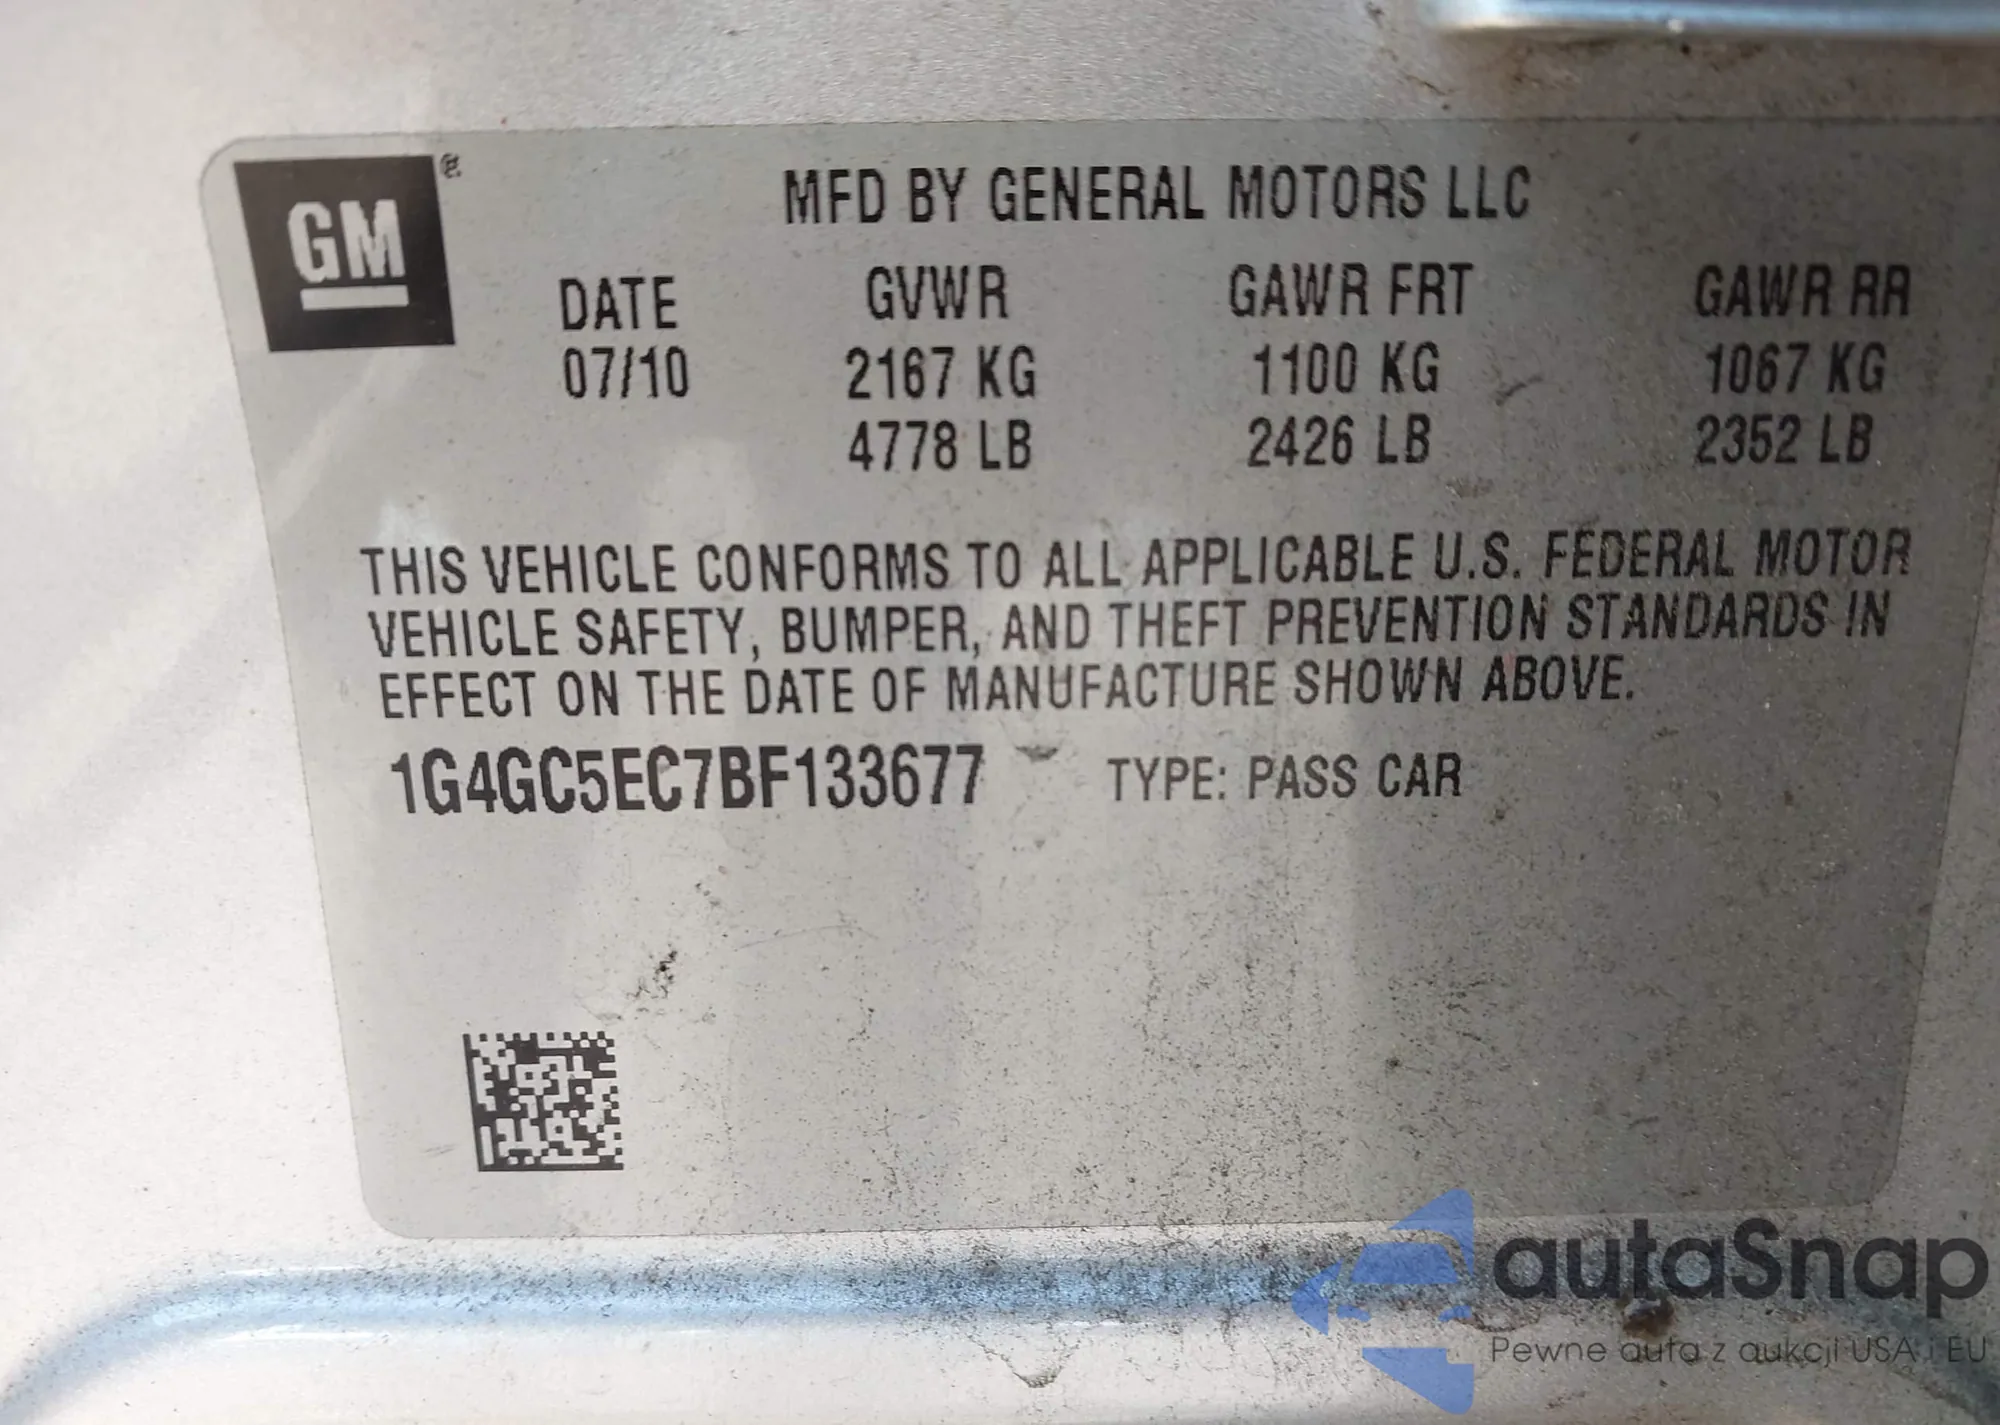 GM ®
MFD BY GENERAL MOTORS LLC
DATE GVWR GAWR FRT GAWR RR
07/10 2167 KG 1100 KG 1067 KG
4778 LB 2426 LB 2352 LB
THIS VEHICLE CONFORMS TO ALL APPLICABLE U.S. FEDERAL MOTOR
VEHICLE SAFETY, BUMPER, AND THEFT PREVENTION STANDARDS IN
EFFECT ON THE DATE OF MANUFACTURE SHOWN ABOVE.
1G4GC5EC7BF133677 TYPE: PASS CAR
autaSnap
Pewne auta z aukcji USA i EU